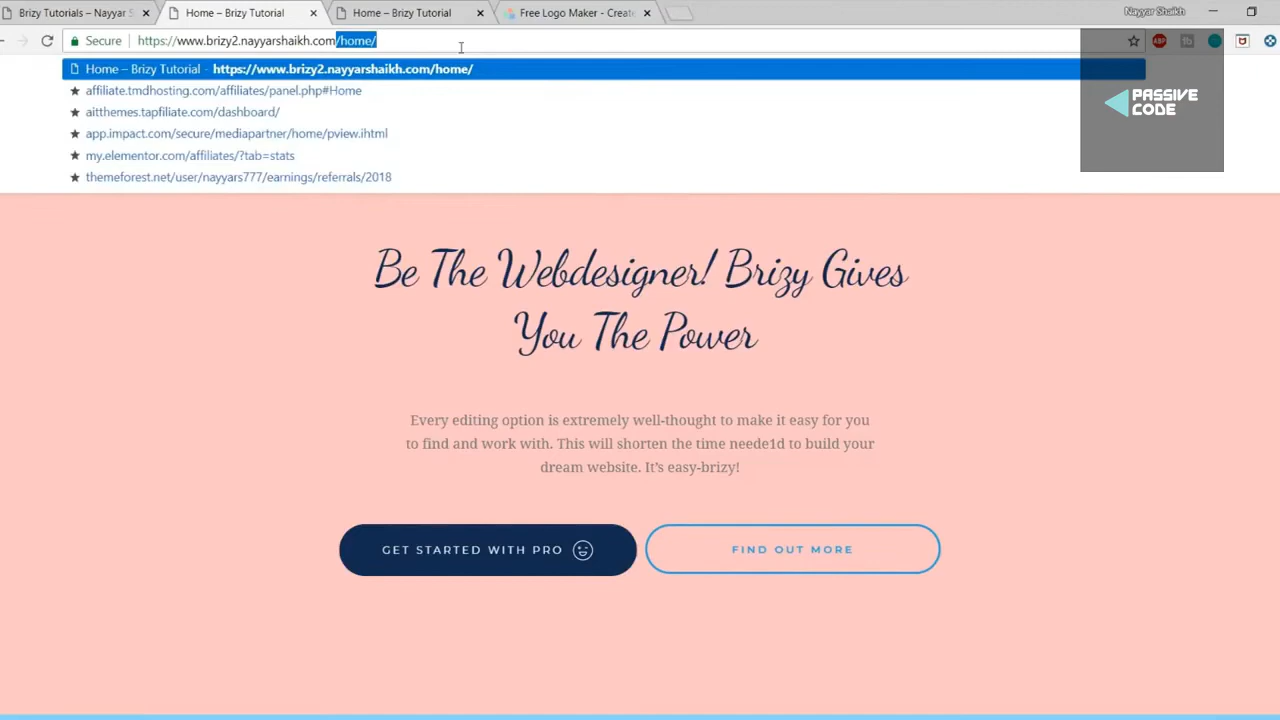 Brizy Tutorials – Nayyar S
Home – Brizy Tutorial
Home – Brizy Tutorial
Free Logo Maker - Create
Nayyar Shaikh
Secure
https://www.brizy2.nayyarshaikh.com/home/
ABP
Home – Brizy Tutorial - https://www.brizy2.nayyarshaikh.com/home/
affiliate.tmdhosting.com/affiliates/panel.php#Home
aitthemes.tapfiliate.com/dashboard/
app.impact.com/secure/mediapartner/home/pview.ihtml
my.elementor.com/affiliates/?tab=stats
themeforest.net/user/nayyars777/earnings/referrals/2018
PASSIVE
CODE
Be The Webdesigner! Brizy Gives
You The Power
Every editing option is extremely well-thought to make it easy for you
to find and work with. This will shorten the time neede1d to build your
dream website. It’s easy-brizy!
GET STARTED WITH PRO
FIND OUT MORE